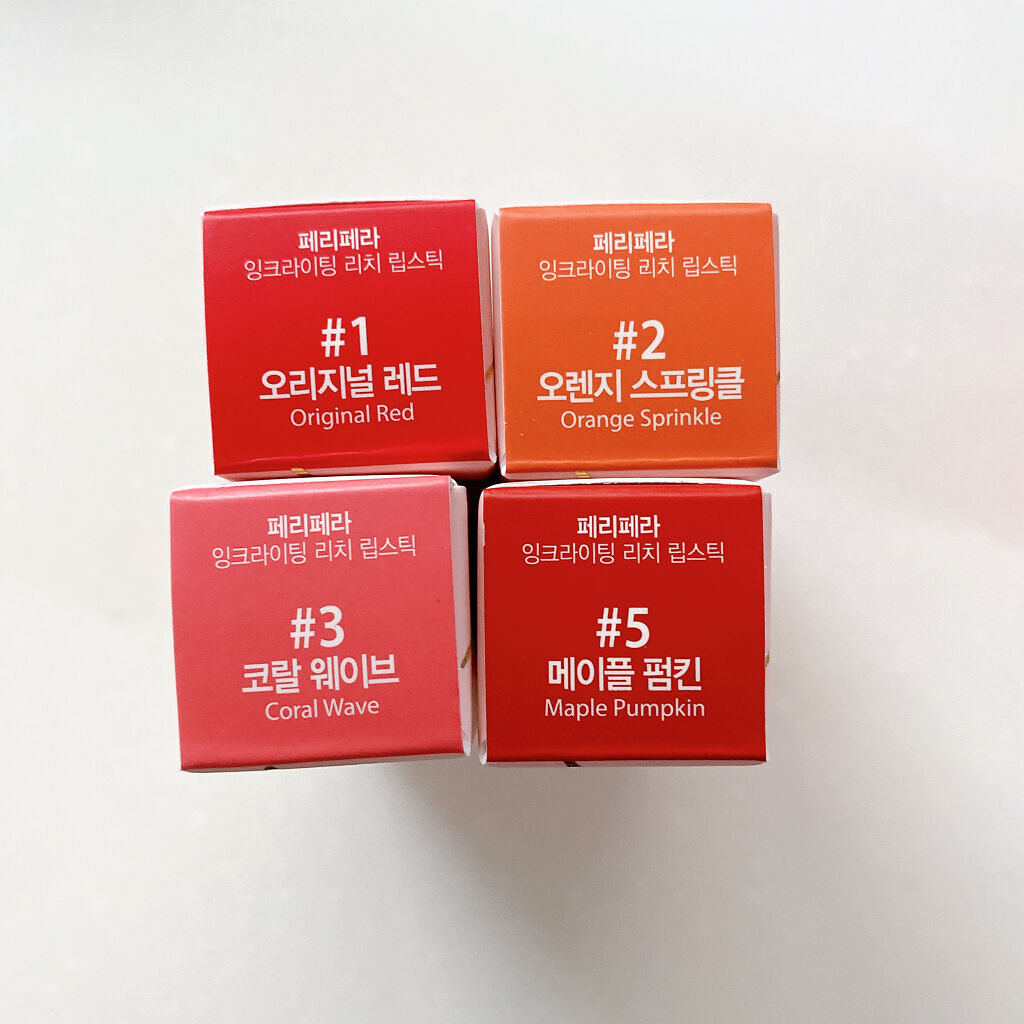 페리페라
잉크라이팅 리치 립스틱
#1
오리지널 레드
Original Red
페리페라
잉크라이팅 리치 립스틱
#2
오렌지 스프링클
Orange Sprinkle
페리페라
잉크라이팅 리치 립스틱
#3
코랄 웨이브
Coral Wave
페리페라
잉크라이팅 리치 립스틱
#5
메이플 펌킨
Maple Pumpkin